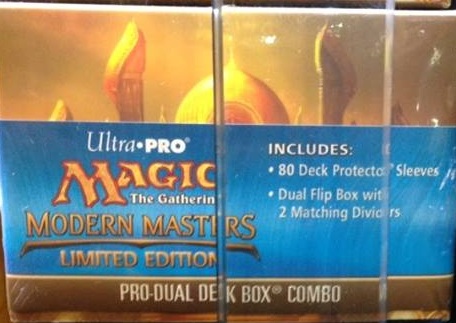 Ultra•PRO®
MAGIC
The Gatherin
MODERN MASTERS
LIMITED EDITION
INCLUDES:
• 80 Deck Protector Sleeves
• Dual Flip Box with
2 Matching Dividers
PRO-DUAL DECK BOX® COMBO